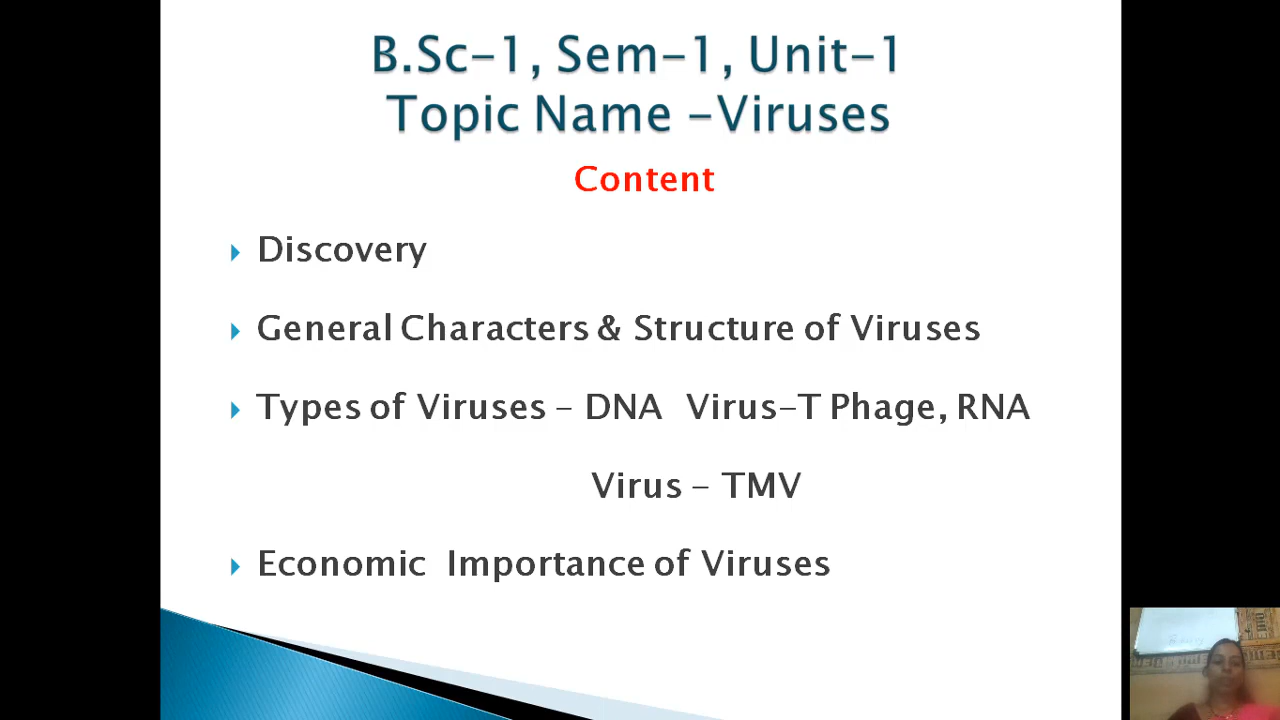 B.Sc-1, Sem-1, Unit-1
Topic Name -Viruses
Content
Discovery
General Characters & Structure of Viruses
Types of Viruses - DNA Virus-T Phage, RNA
Virus - TMV
Economic Importance of Viruses